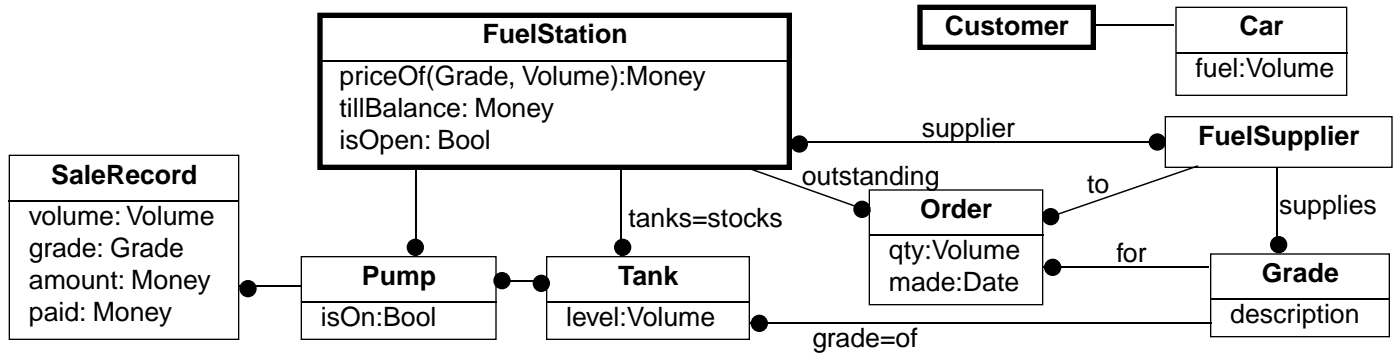 FuelStation
priceOf(Grade, Volume):Money
tillBalance: Money
isOpen: Bool
Customer
Car
fuel:Volume
supplier
FuelSupplier
SaleRecord
volume: Volume
grade: Grade
amount: Money
paid: Money
outstanding
to
supplies
tanks=stocks
Order
qty:Volume
made:Date
for
Pump
isOn:Bool
Tank
level:Volume
Grade
description
grade=of